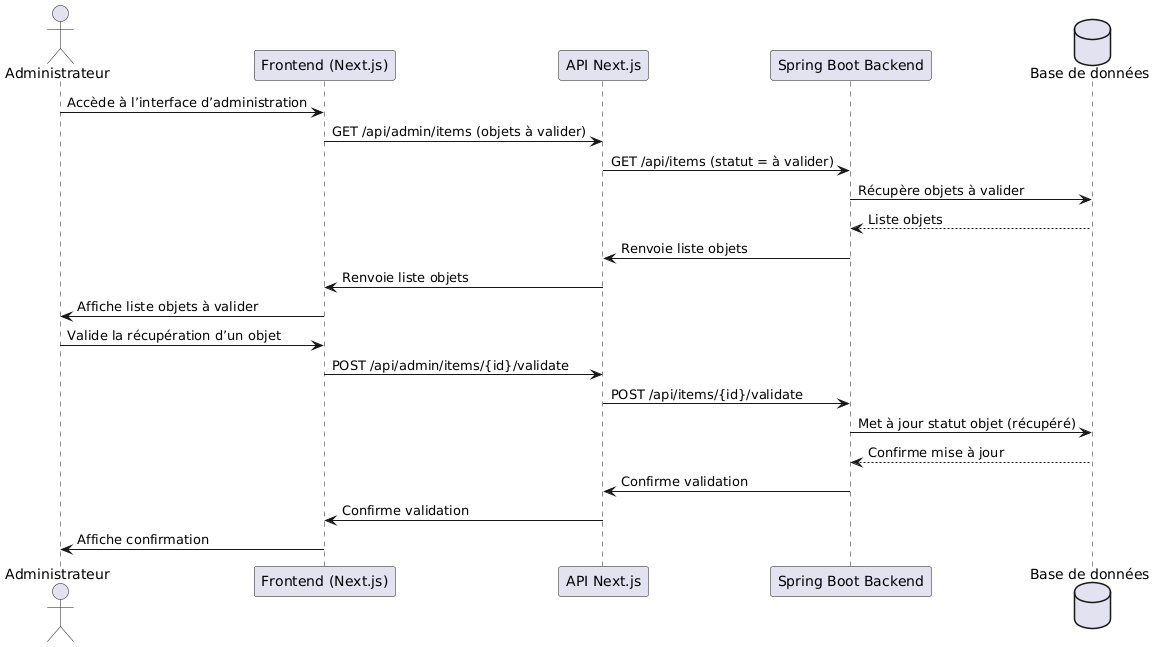 Administrateur
Frontend (Next.js)
API Next.js
Spring Boot Backend
Base de données
Accède à l’interface d’administration
GET /api/admin/items (objets à valider)
GET /api/items (statut = à valider)
Récupère objets à valider
Liste objets
Renvoie liste objets
Renvoie liste objets
Affiche liste objets à valider
Valide la récupération d’un objet
POST /api/admin/items/{id}/validate
POST /api/items/{id}/validate
Met à jour statut objet (récupéré)
Confirme mise à jour
Confirme validation
Confirme validation
Affiche confirmation
Administrateur
Frontend (Next.js)
API Next.js
Spring Boot Backend
Base de données